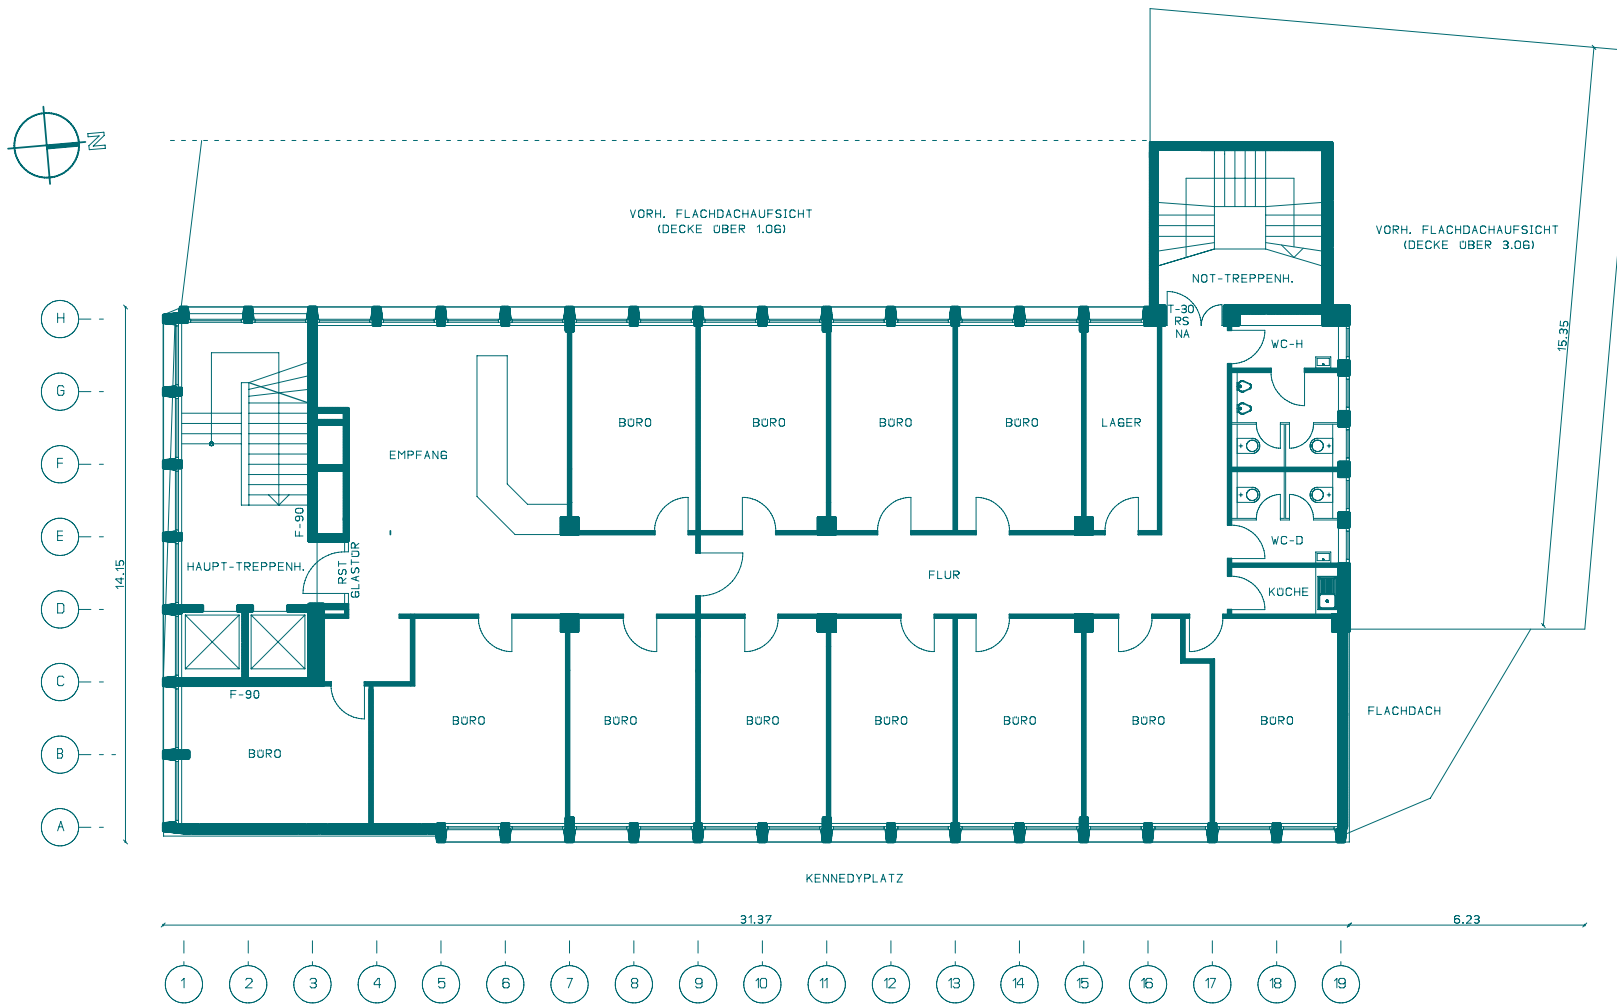 N
VORH. FLACHDACHAUFSICHT
(DECKE ÜBER 1.OG)
VORH. FLACHDACHAUFSICHT
(DECKE ÜBER 3.OG)
NOT-TREPPENH.
T-30
RS
NA
15.35
H
G
F
E
D
C
B
A
14.15
WC-H
BÜRO
BÜRO
BÜRO
BÜRO
LAGER
EMPFANG
F-90
RST
GLASTÜR
HAUPT-TREPPENH.
WC-D
FLUR
KÜCHE
F-90
BÜRO
BÜRO
BÜRO
BÜRO
BÜRO
BÜRO
BÜRO
BÜRO
FLACHDACH
KENNEDYPLATZ
31.37
6.23
1
2
3
4
5
6
7
8
9
10
11
12
13
14
15
16
17
18
19